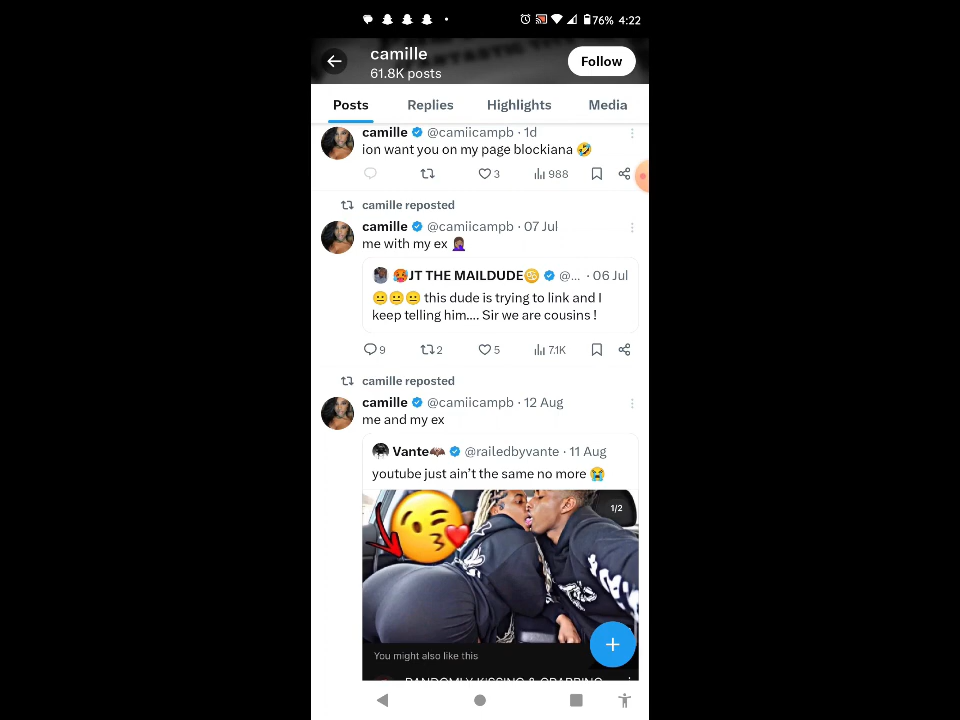 76% 4:22
camille
61.8K posts
Follow
Posts Replies Highlights Media
camille @camiicampb · 1d
ion want you on my page blockiana 🤣
3 988
camille reposted
camille @camiicampb · 07 Jul
me with my ex 🤦🏾‍♀️
🥵JT THE MAILDUDE♋ @... · 06 Jul
😐😐😐 this dude is trying to link and I
keep telling him.... Sir we are cousins !
9 2 5 7.1K
camille reposted
camille @camiicampb · 12 Aug
me and my ex
Vante🦇 @railedbyvante · 11 Aug
youtube just ain't the same no more 😭
1/2
You might also like this
RANDOMLY KISSING & GRABBING